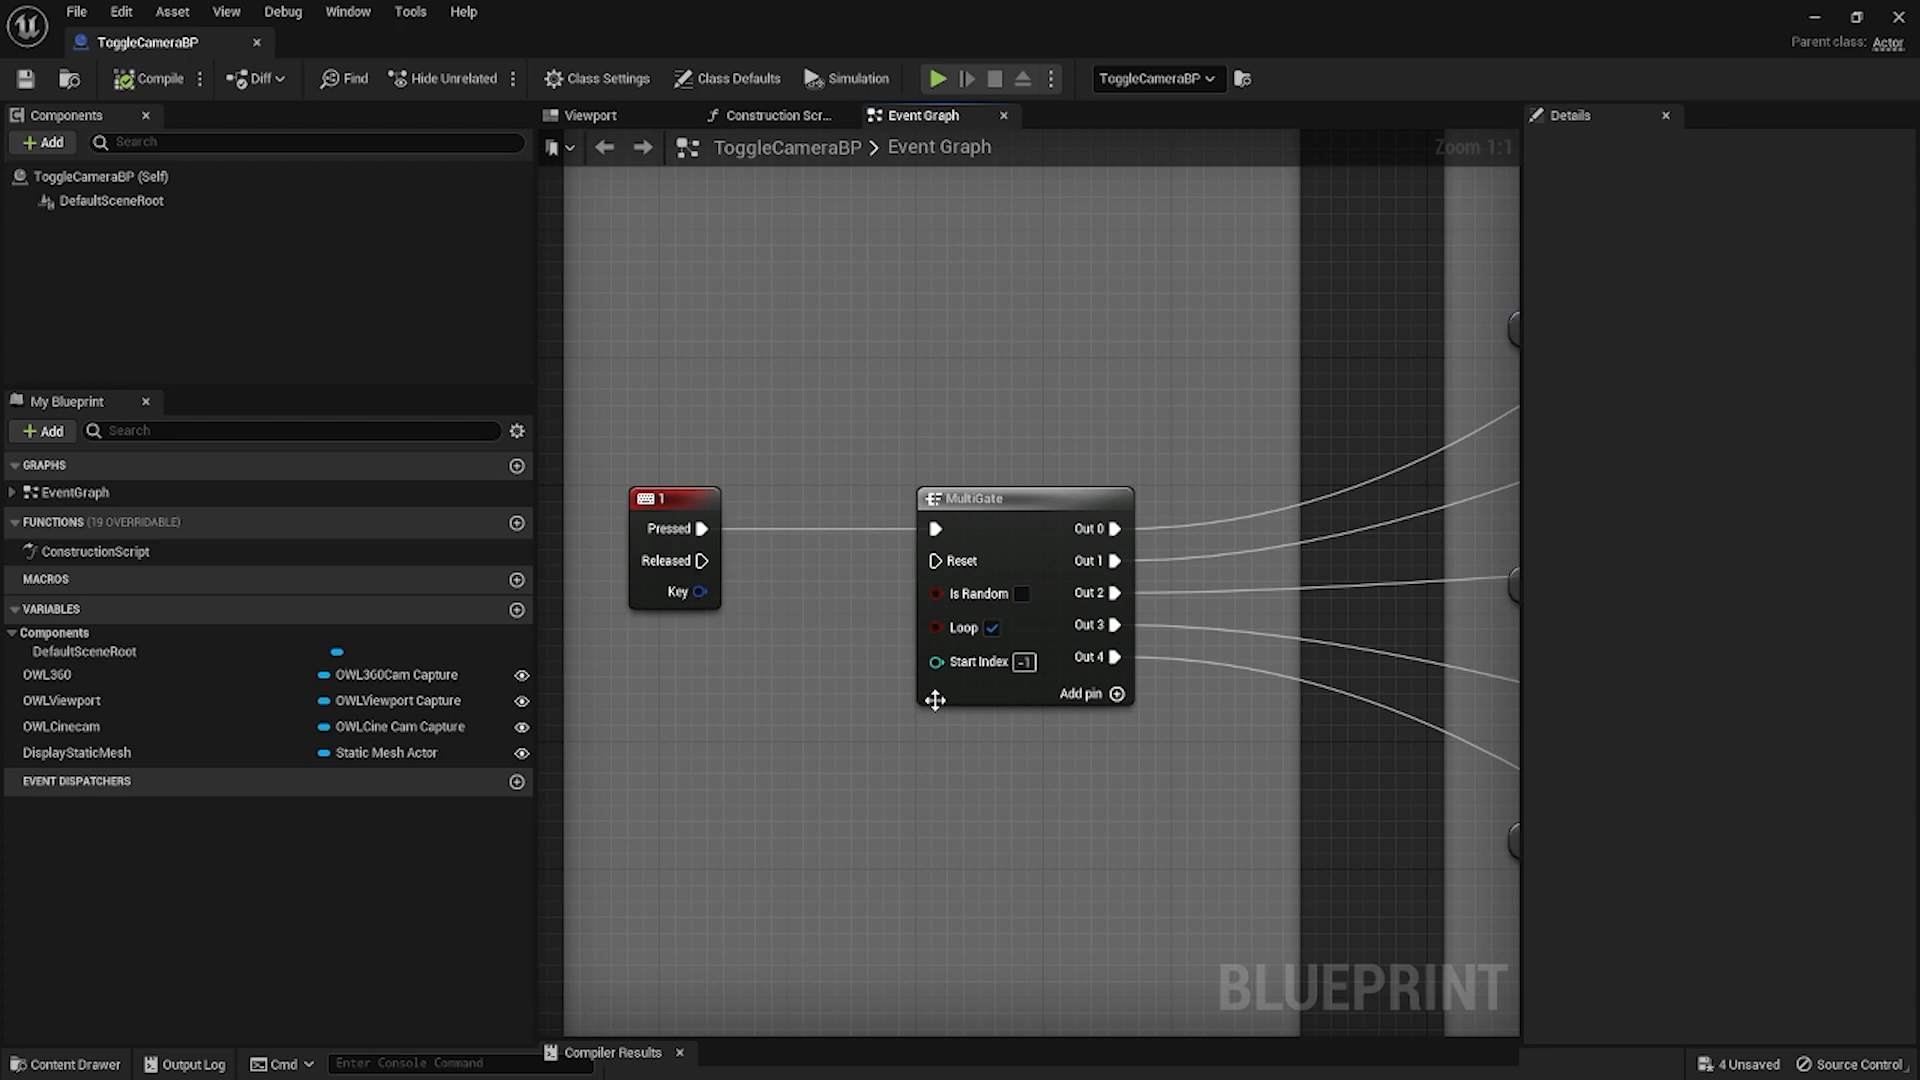 File Edit View Asset Debug Window Tools Help
ToggleCameraBP
Parent class: Actor
Compile Diff Find Hide Unrelated Class Settings Class Defaults Simulation ToggleCameraBP
Components
Add Search
ToggleCameraBP (Self)
DefaultSceneRoot
My Blueprint
Add Search
GRAPHS
EventGraph
FUNCTIONS (19 OVERRIDABLE)
ConstructionScript
MACROS
VARIABLES
Components
DefaultSceneRoot
OWL360 OWL360Cam Capture
OWLViewport OWLViewport Capture
OWLCinecam OWLCine Cam Capture
DisplayStaticMesh Static Mesh Actor
EVENT DISPATCHERS
Viewport Construction Scr... Event Graph
ToggleCameraBP > Event Graph Zoom 1:1
1
Pressed
Released
Key
MultiGate
Out 0
Reset Out 1
Is Random Out 2
Loop Out 3
Start Index -1 Out 4
Add pin
BLUEPRINT
Details
Compiler Results
Content Drawer Output Log Cmd Enter Console Command
4 Unsaved Source Control